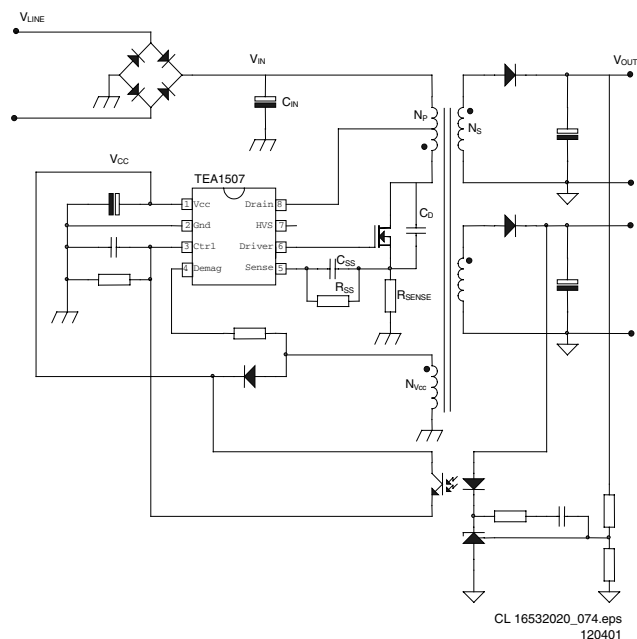 VLINE
VIN
VOUT
CIN
NP
NS
VCC
TEA1507
1 Vcc Drain 8
2 Gnd HVS 7
3 Ctrl Driver 6
4 Demag Sense 5
CD
CSS
RSS
RSENSE
NVcc
CL 16532020_074.eps
120401